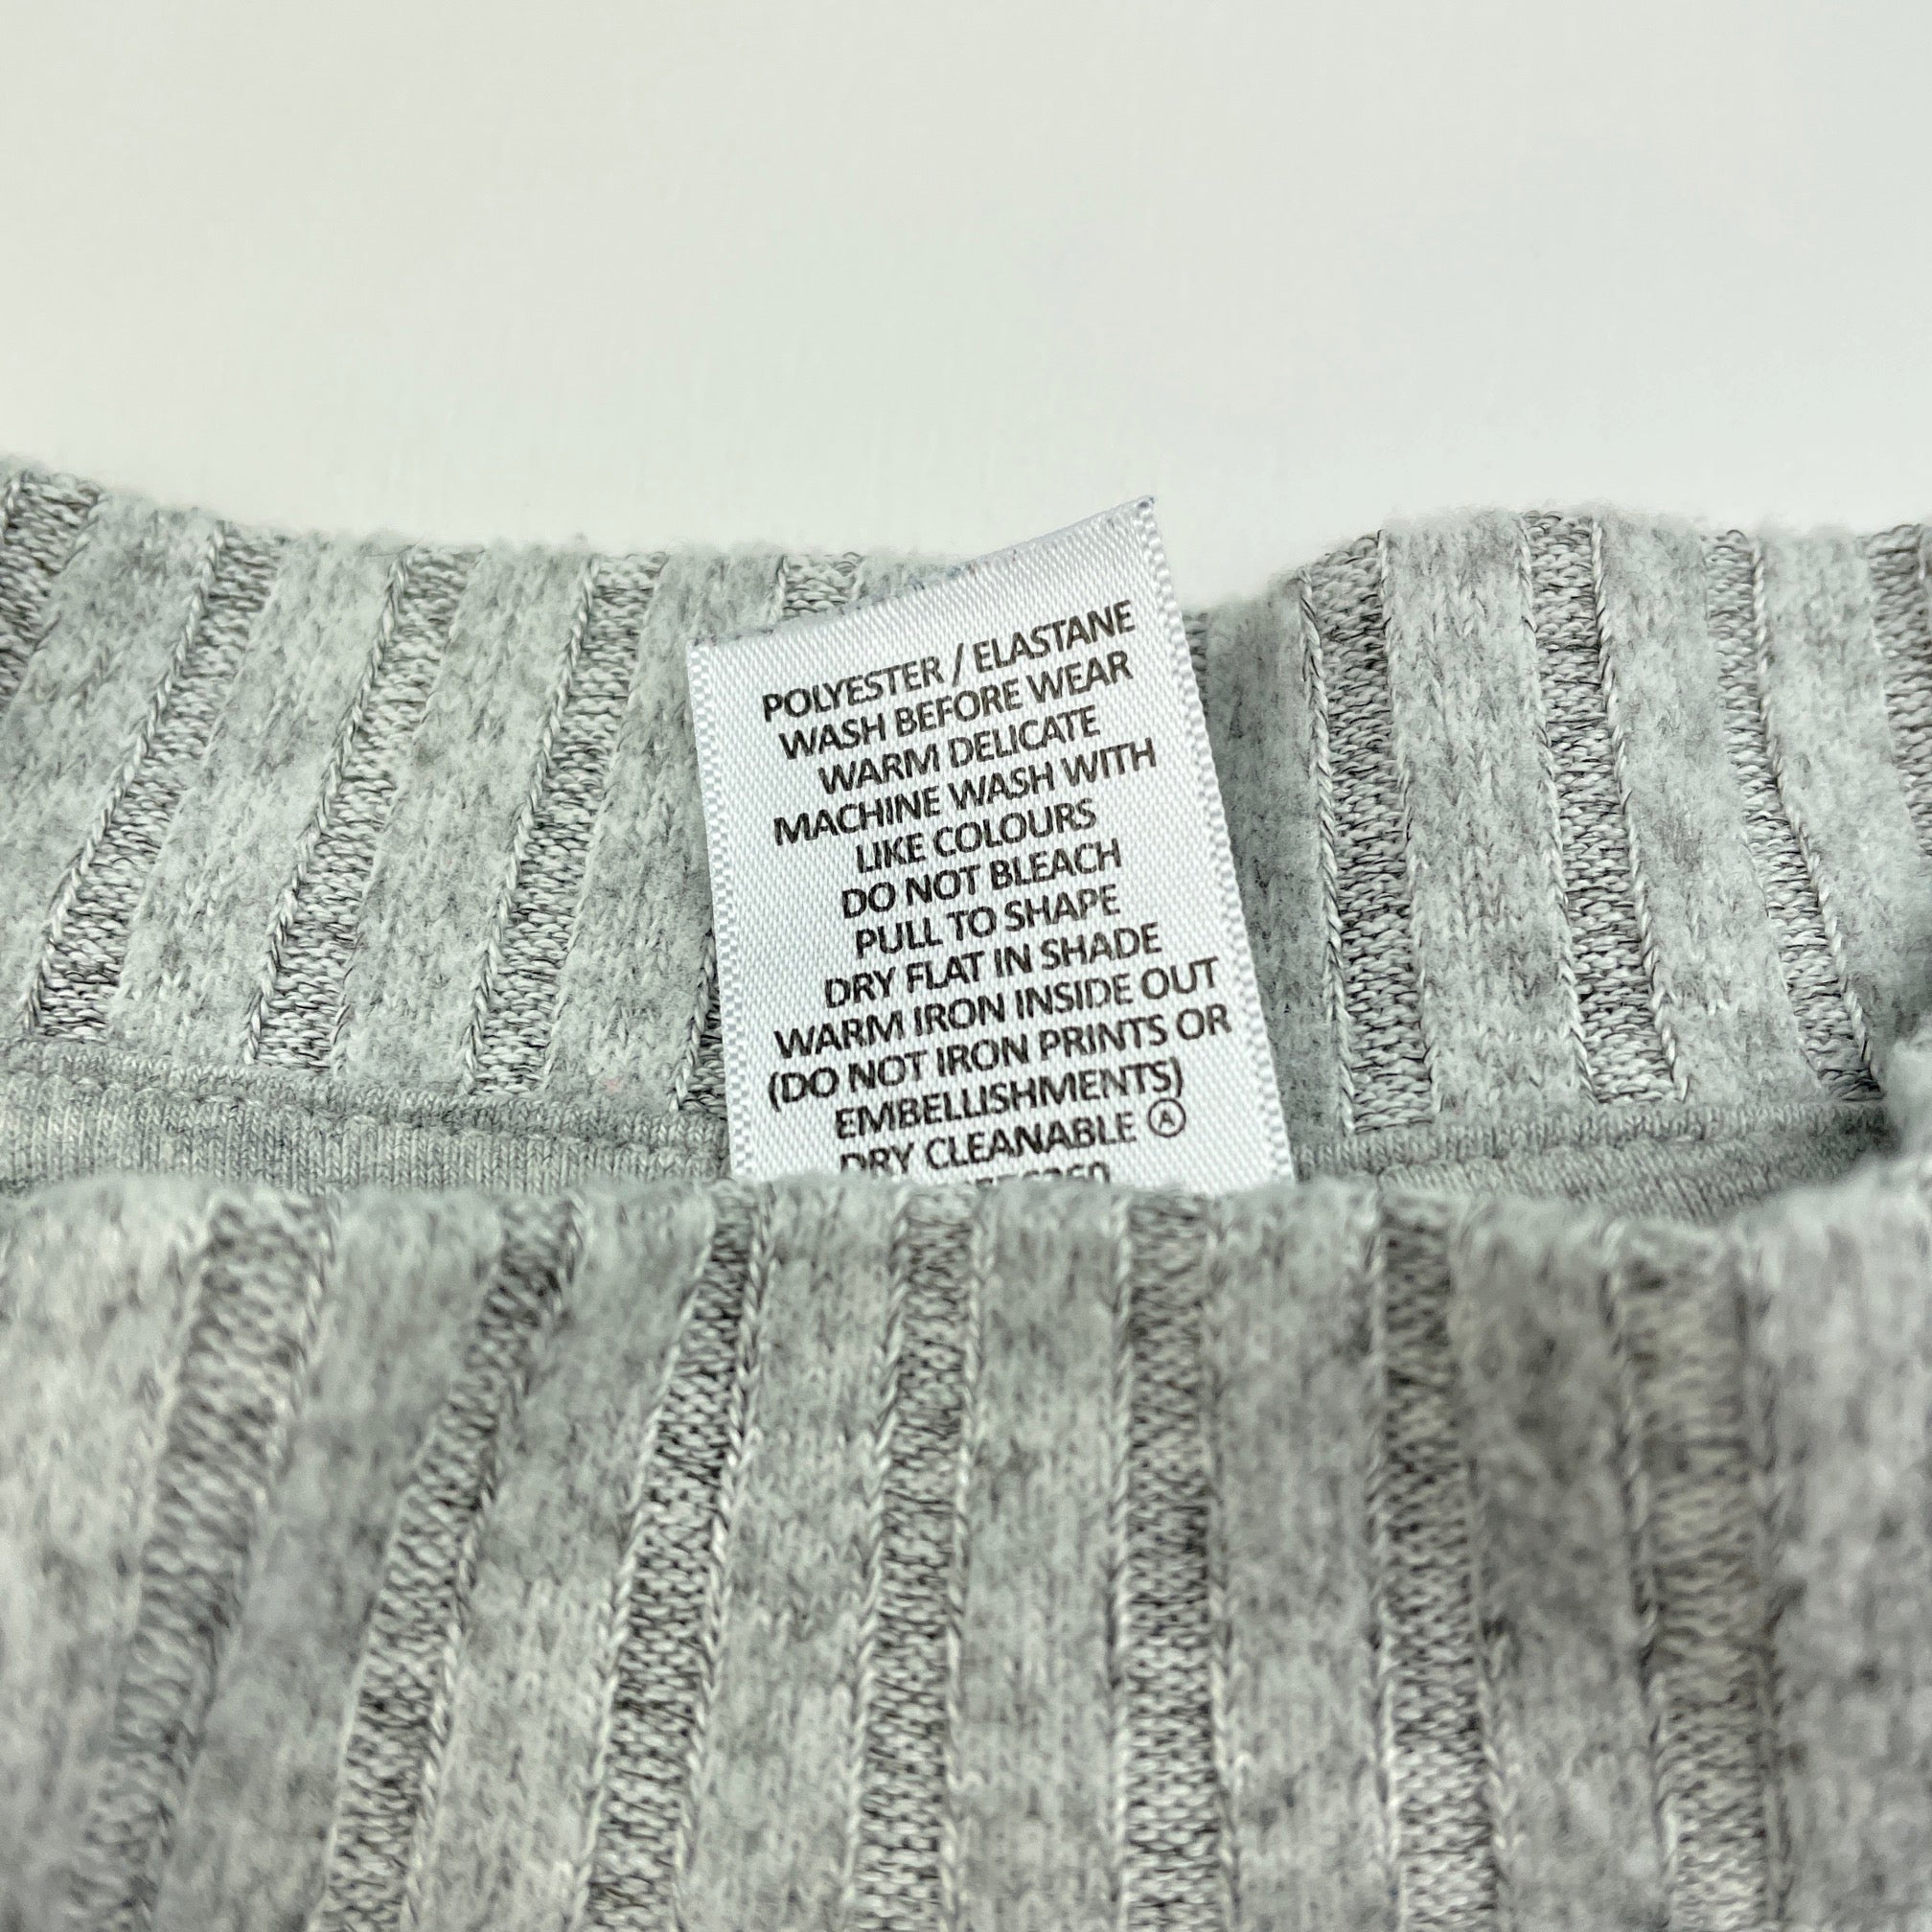 POLYESTER / ELASTANE
WASH BEFORE WEAR
WARM DELICATE
MACHINE WASH WITH
LIKE COLOURS
DO NOT BLEACH
PULL TO SHAPE
DRY FLAT IN SHADE
WARM IRON INSIDE OUT
(DO NOT IRON PRINTS OR
EMBELLISHMENTS)
DRY CLEANABLE Ⓐ